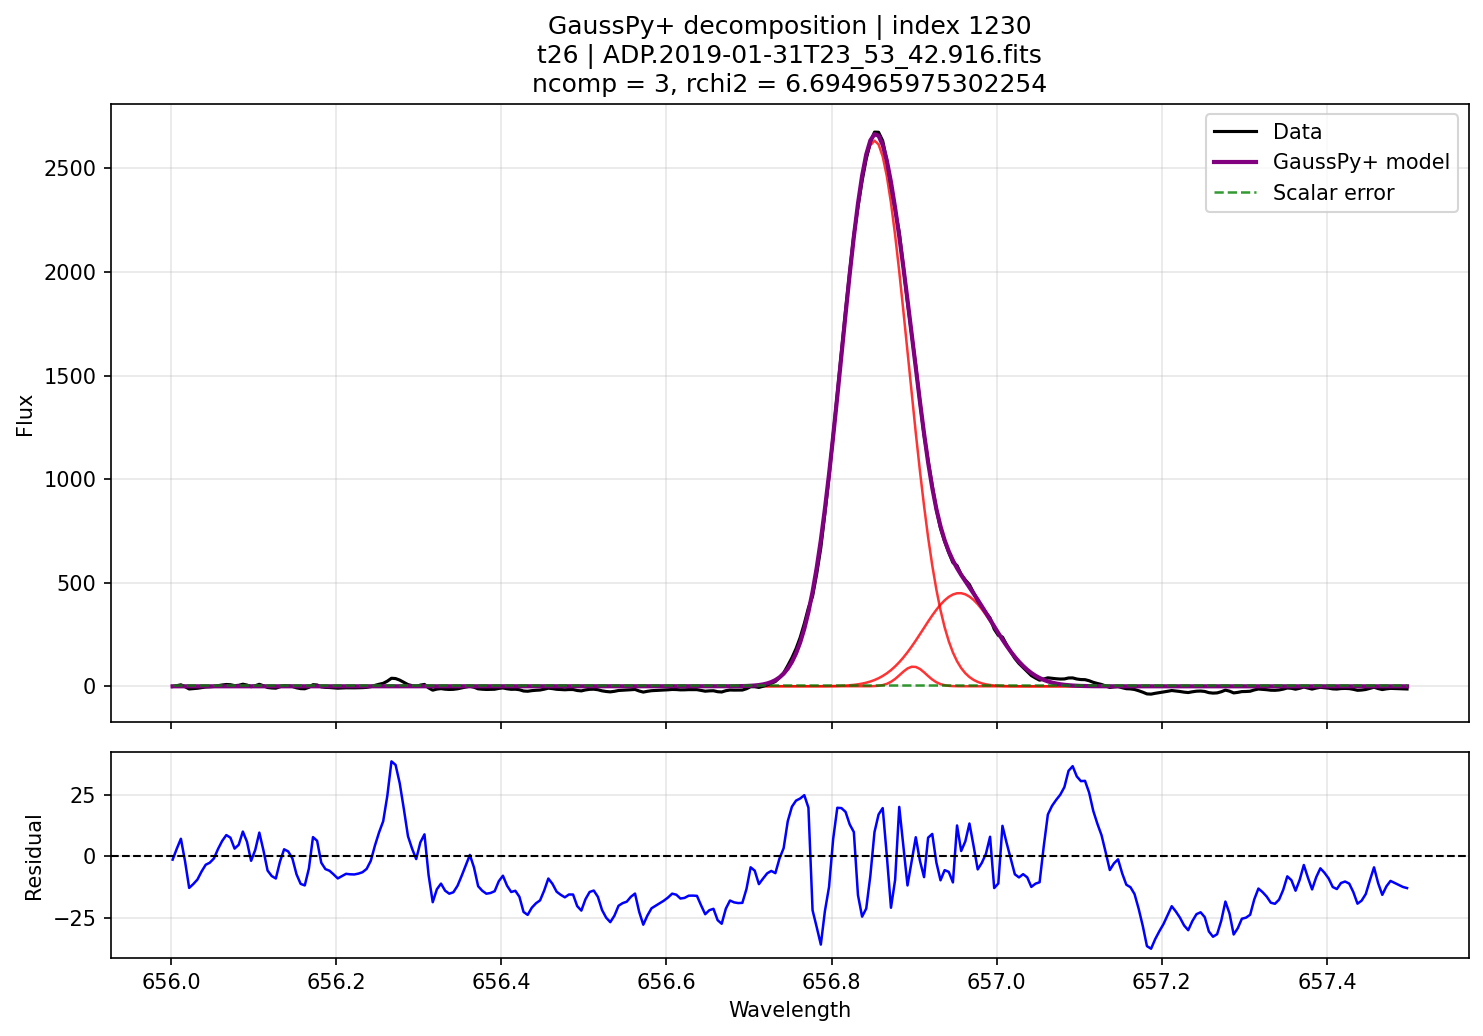 GaussPy+ decomposition | index 1230
t26 | ADP.2019-01-31T23_53_42.916.fits
ncomp = 3, rchi2 = 6.694965975302254
Data
GaussPy+ model
Scalar error
Flux
2500
2000
1500
1000
500
0
Residual
25
0
−25
656.0 656.2 656.4 656.6 656.8 657.0 657.2 657.4
Wavelength